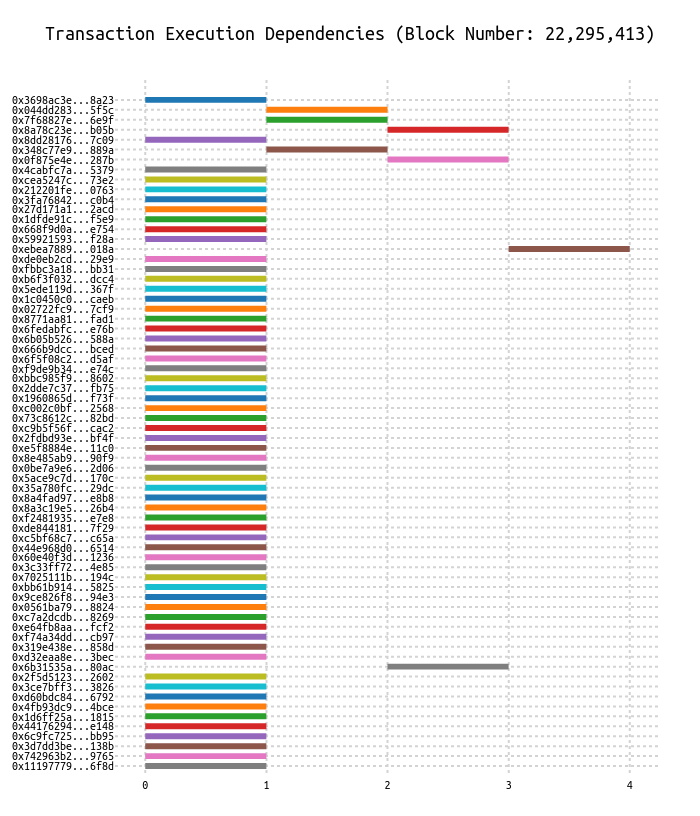 Transaction Execution Dependencies (Block Number: 22,295,413)
0x3698ac3e...8a23
0x044dd283...5f5c
0x7f68827e...6e9f
0x8a78c23e...b05b
0x8dd28176...7c09
0x348c77e9...889a
0x0f875e4e...287b
0x4cabfc7a...5379
0xcea5247c...73e2
0x212201fe...0763
0x3fa76842...c0b4
0x27d171a1...2acd
0x1dfde91c...f5e9
0x668f9d0a...e754
0x59921593...f28a
0xebea7889...018a
0xde0eb2cd...29e9
0xfbbc3a18...bb31
0xb6f3f032...dcc4
0x5ede119d...367f
0x1c0450c0...caeb
0x02722fc9...7cf9
0x8771aa81...fad1
0x6fedabfc...e76b
0x6b05b526...588a
0x666b9dcc...bced
0x6f5f08c2...d5af
0xf9de9b34...e74c
0xbbc985f9...8602
0x2dde7c37...fb75
0x1960865d...f73f
0xc002c0bf...2568
0x73c8612c...82bd
0xc9b5f56f...cac2
0x2fdbd93e...bf4f
0xe5f8884e...11c0
0x8e485ab9...90f9
0x0be7a9e6...2d06
0x5ace9c7d...170c
0x35a780fc...29dc
0x8a4fad97...e8b8
0x8a3c19e5...26b4
0xf2481935...e7e8
0xde844181...7f29
0xc5bf68c7...c65a
0x44e968d0...6514
0x60e40f3d...1236
0x3c33ff72...4e85
0x7025111b...194c
0xbb61b914...5825
0x9ce826f8...94e3
0x0561ba79...8824
0xc7a2dcdb...8269
0xe64fb8aa...fcf2
0xf74a34dd...cb97
0x319e438e...858d
0xd32eaa8e...3bec
0x6b31535a...80ac
0x2f5d5123...2602
0x3ce7bff3...3826
0xd60bdc84...6792
0x4fb93dc9...4bce
0x1d6ff25a...1815
0x44176294...e148
0x6c9fc725...bb95
0x3d7dd3be...138b
0x742963b2...9765
0x11197779...6f8d
0 1 2 3 4